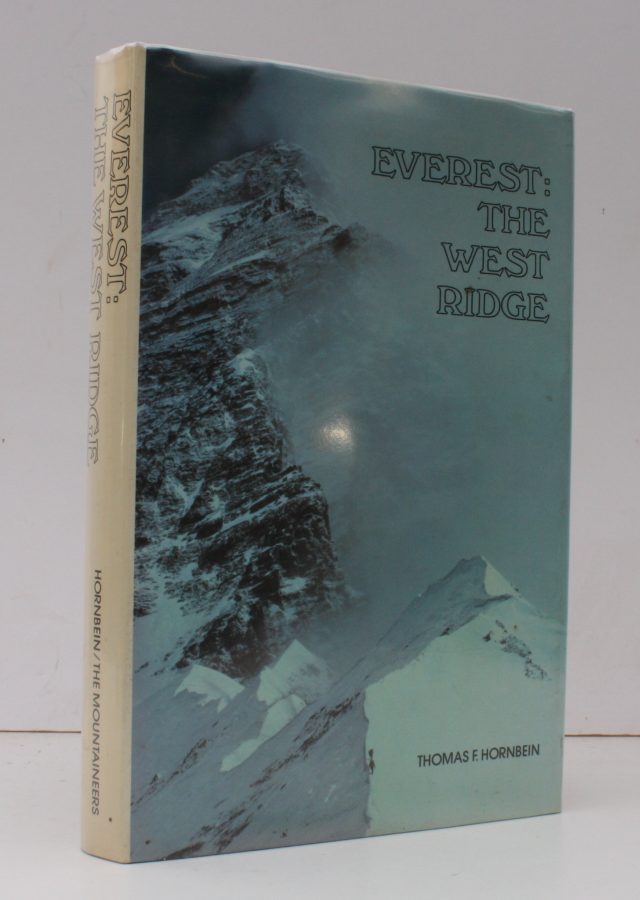 EVEREST:
THE WEST RIDGE
HORNBEIN/THE MOUNTAINEERS
EVEREST:
THE
WEST
RIDGE
THOMAS F. HORNBEIN